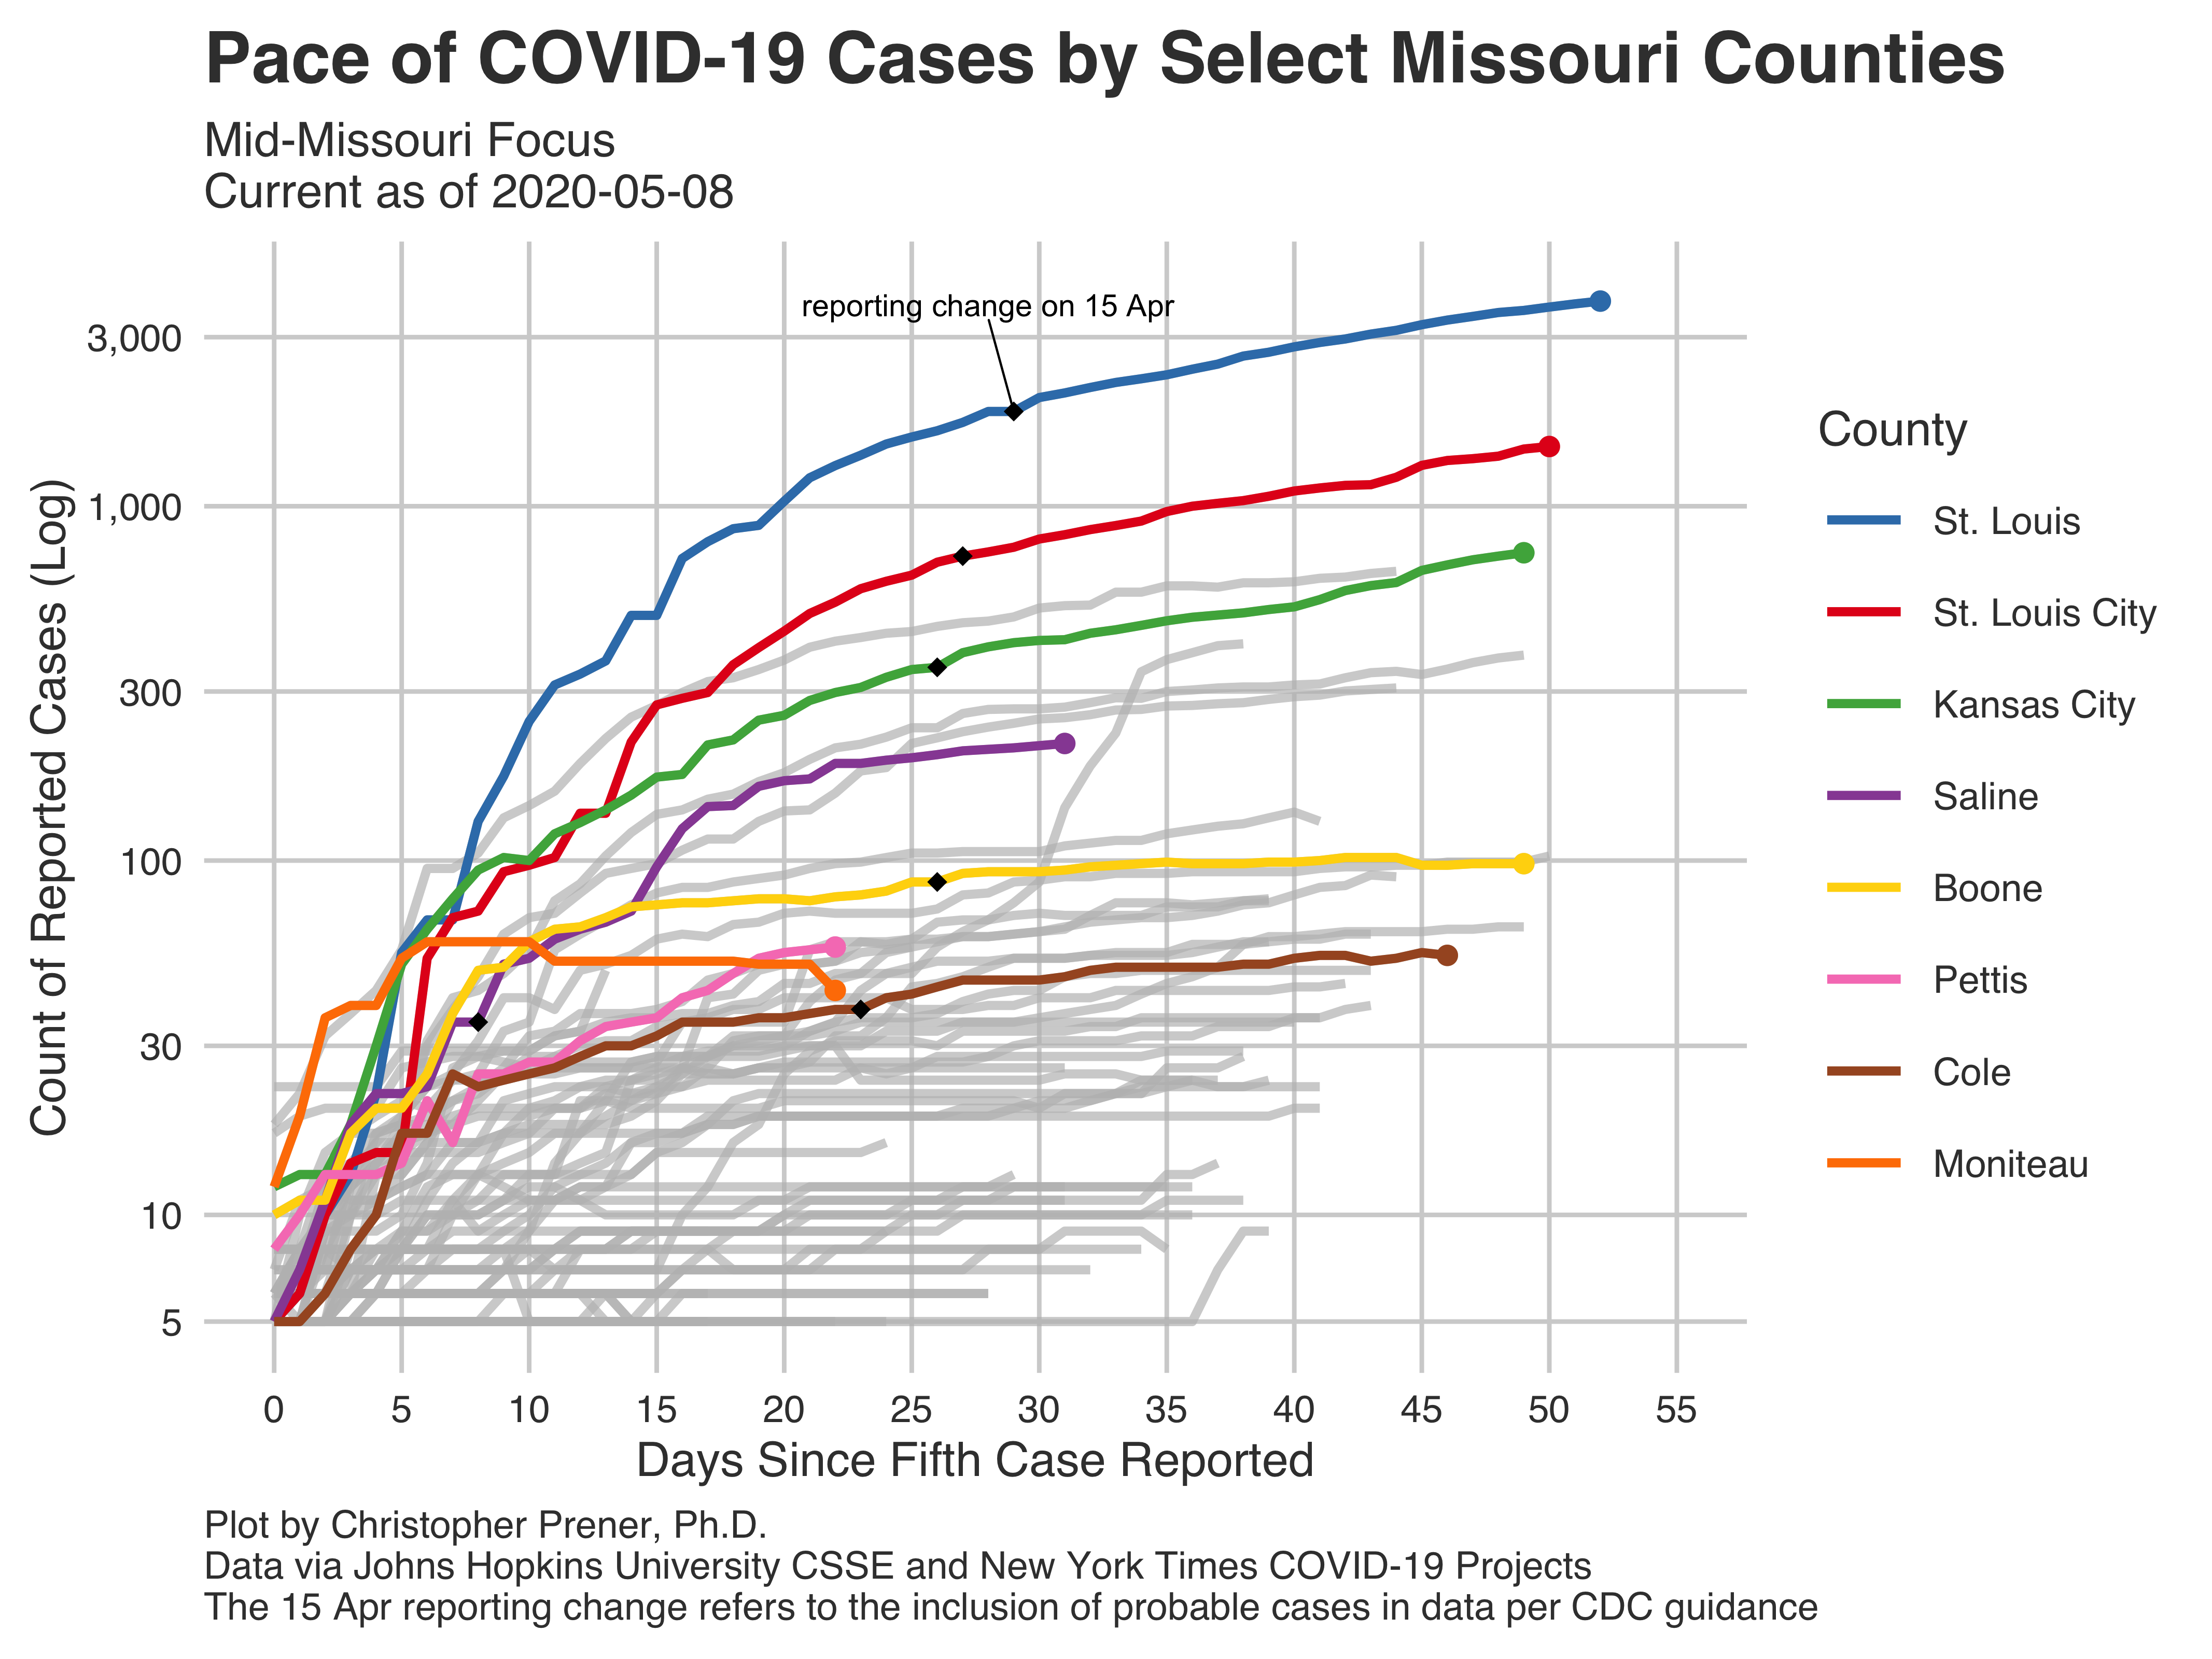 Pace of COVID-19 Cases by Select Missouri Counties
Mid-Missouri Focus
Current as of 2020-05-08
reporting change on 15 Apr
Count of Reported Cases (Log)
3,000
1,000
300
100
30
10
5
0 5 10 15 20 25 30 35 40 45 50 55
Days Since Fifth Case Reported
County
St. Louis
St. Louis City
Kansas City
Saline
Boone
Pettis
Cole
Moniteau
Plot by Christopher Prener, Ph.D.
Data via Johns Hopkins University CSSE and New York Times COVID-19 Projects
The 15 Apr reporting change refers to the inclusion of probable cases in data per CDC guidance